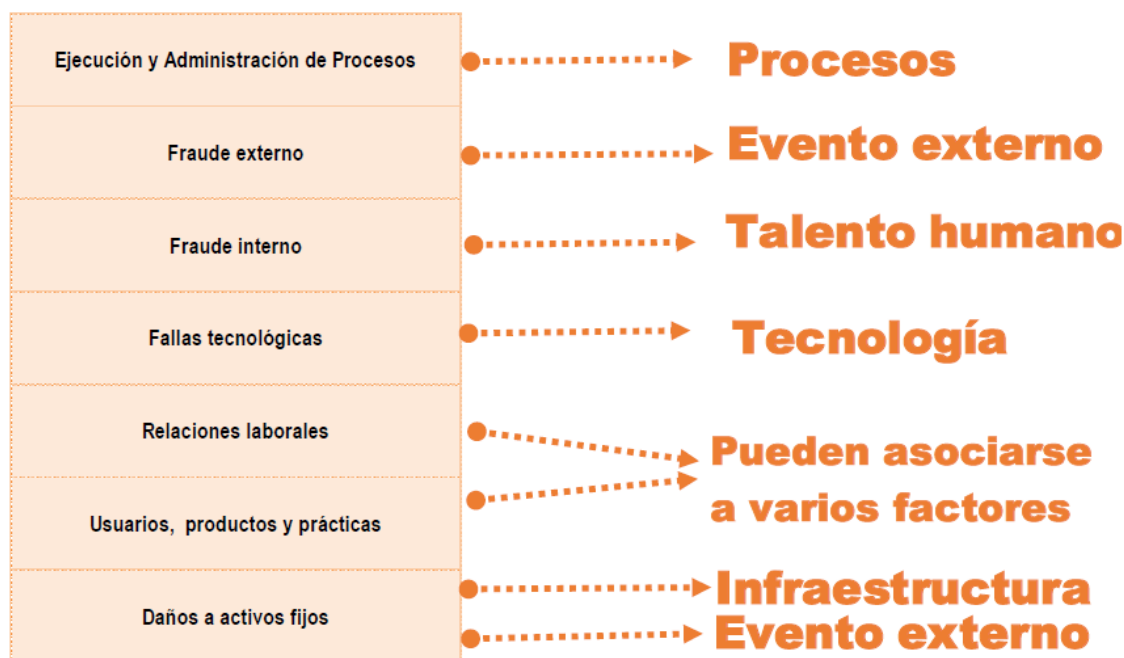 Ejecución y Administración de Procesos
Procesos
Fraude externo
Evento externo
Fraude interno
Talento humano
Fallas tecnológicas
Tecnología
Relaciones laborales
Pueden asociarse
a varios factores
Usuarios, productos y prácticas
Daños a activos fijos
Infraestructura
Evento externo